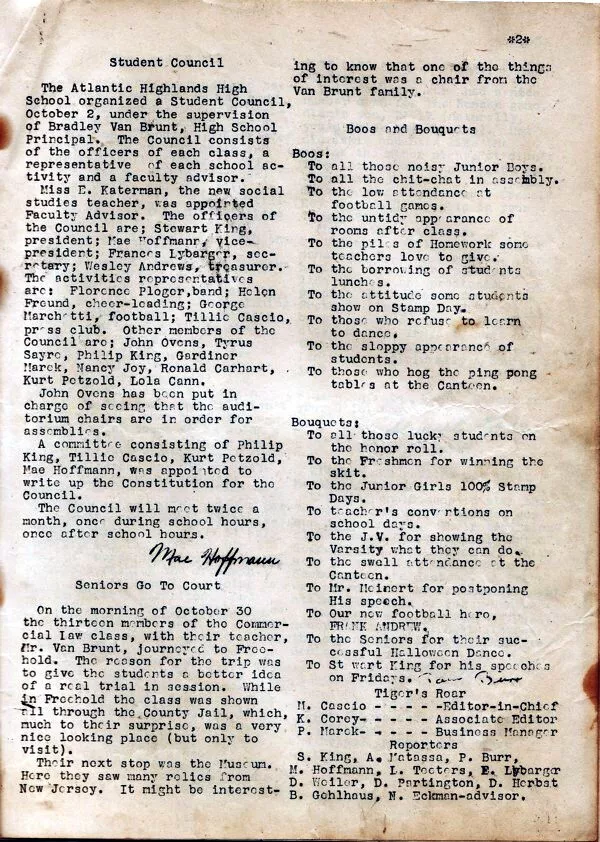 *2*
Student Council
The Atlantic Highlands High
School organized a Student Council,
October 2, under the supervision
of Bradley Van Brunt, High School
Principal. The Council consists
of the officers of each class, a
representative of each school ac-
tivity and a faculty advisor.
Miss E. Katerman, the new social
studies teacher, was appointed
Faculty Advisor. The officers of
the Council are; Stewart King,
president; Mae Hoffmann, vice-
president; Frances Lybarger, sec-
retary; Wesley Andrews, treasurer.
The activities representatives
are: Florence Ploger, band; Helen
Freund, cheer-leading; George
Marchetti, football; Tillie Cascio,
press club. Other members of the
Council are; John Ovens, Tyrus
Sayre, Philip King, Gardiner
Marek, Nancy Joy, Ronald Carhart,
Kurt Petzold, Lola Cann.
John Ovens has been put in
charge of seeing that the audi-
torium chairs are in order for
assemblies.
A committee consisting of Philip
King, Tillie Cascio, Kurt Petzold,
Mae Hoffmann, was appointed to
write up the Constitution for the
Council.
The Council will meet twice a
month, once during school hours,
once after school hours.
Mae Hoffmann
Seniors Go To Court
On the morning of October 30
the thirteen members of the Commer-
cial Law class, with their teacher,
Mr. Van Brunt, journeyed to Free-
hold. The reason for the trip was
to give the students a better idea
of a real trial in session. While
in Freehold the class was shown
all through the County Jail, which,
much to their surprise, was a very
nice looking place (but only to
visit).
Their next stop was the Museum.
Here they saw many relics from
New Jersey. It might be interest-
ing to know that one of the things
of interest was a chair from the
Van Brunt family.
Boos and Bouquets
Boos:
To all those noisy Junior Boys.
To all the chit-chat in assembly.
To the low attendance at
football games.
To the untidy appearance of
rooms after class.
To the piles of Homework some
teachers love to give.
To the borrowing of students
lunches.
To the attitude some students
show on Stamp Day.
To those who refuse to learn
to dance.
To the sloppy appearance of
students.
To those who hog the ping pong
tables at the Canteen.
Bouquets:
To all those lucky students on
the honor roll.
To the Freshmen for winning the
skit.
To the Junior Girls 100% Stamp
Days.
To teacher's conventions on
school days.
To the J.V. for showing the
Varsity what they can do.
To the swell attendance at the
Canteen.
To Mr. Meinert for postponing
His speech.
To Our new football hero,
FRANK ANDREW.
To the Seniors for their suc-
cessful Halloween Dance.
To Stewart King for his speeches
on Fridays. Burr
Tiger's Roar
M. Cascio - - - - -Editor-in-Chief
K. Corey- - - - - Associate Editor
P. Marek- - - - - Business Manager
Reporters
S. King, A. Matassa, P. Burr,
M. Hoffmann, L. Teeters, E. Lybarger
D. Weiler, D. Partington, D. Herbst
B. Gehlhaus, N. Eckman-advisor.